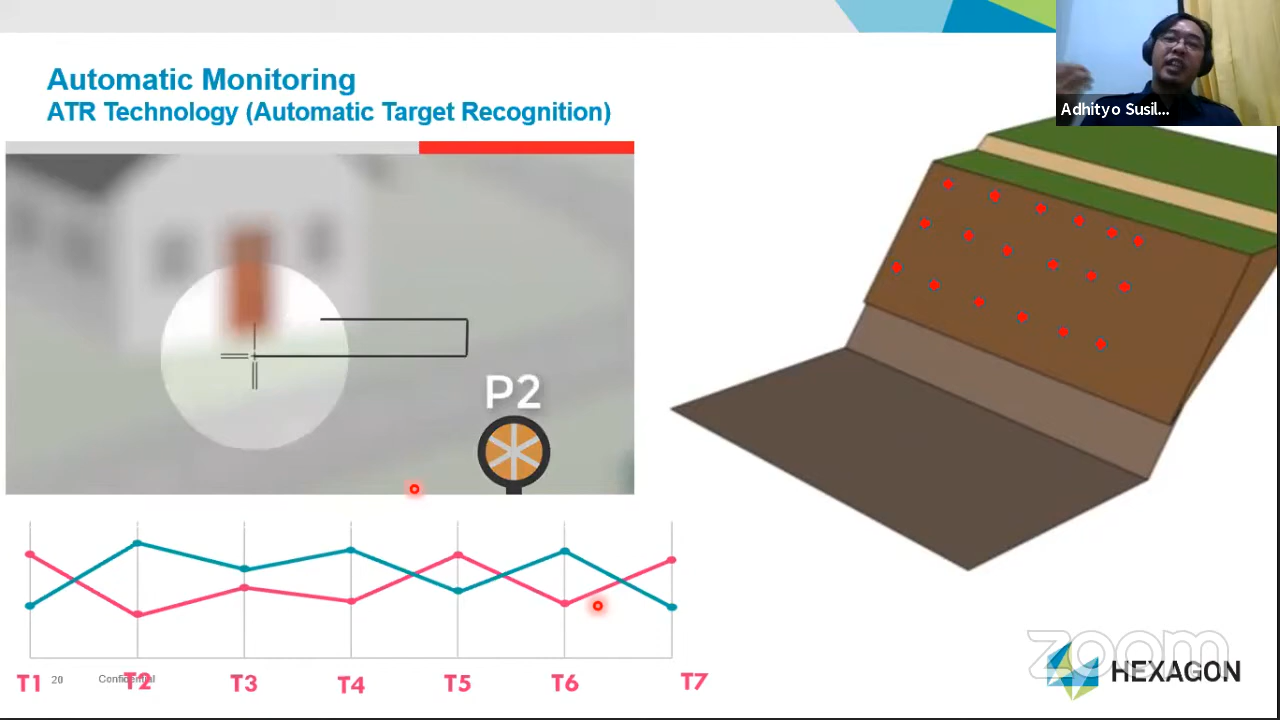 Automatic Monitoring
ATR Technology (Automatic Target Recognition)
Adhityo Susil...
P2
T1
T2
T3
T4
T5
T6
T7
20
Confidential
zoom
HEXAGON